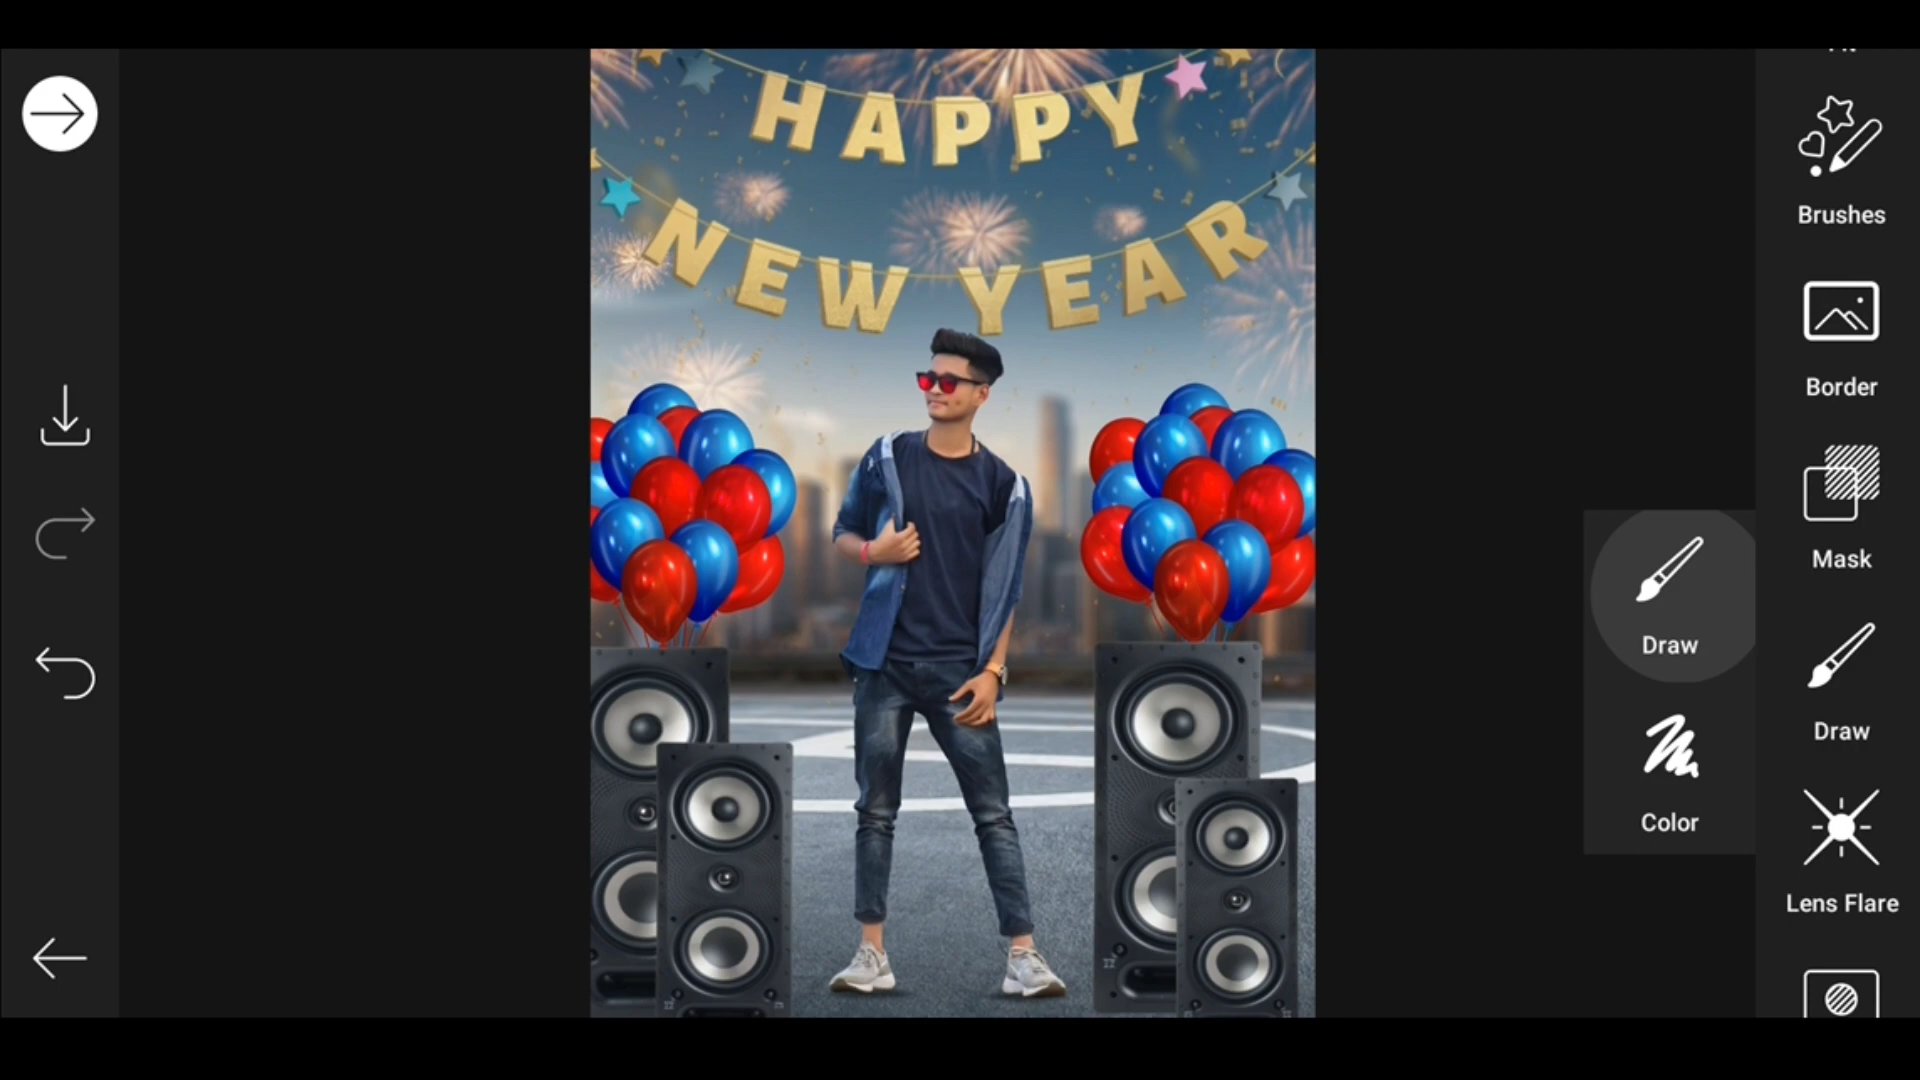 HAPPY
NEW YEAR
Brushes
Border
Mask
Draw
Draw
Color
Lens Flare